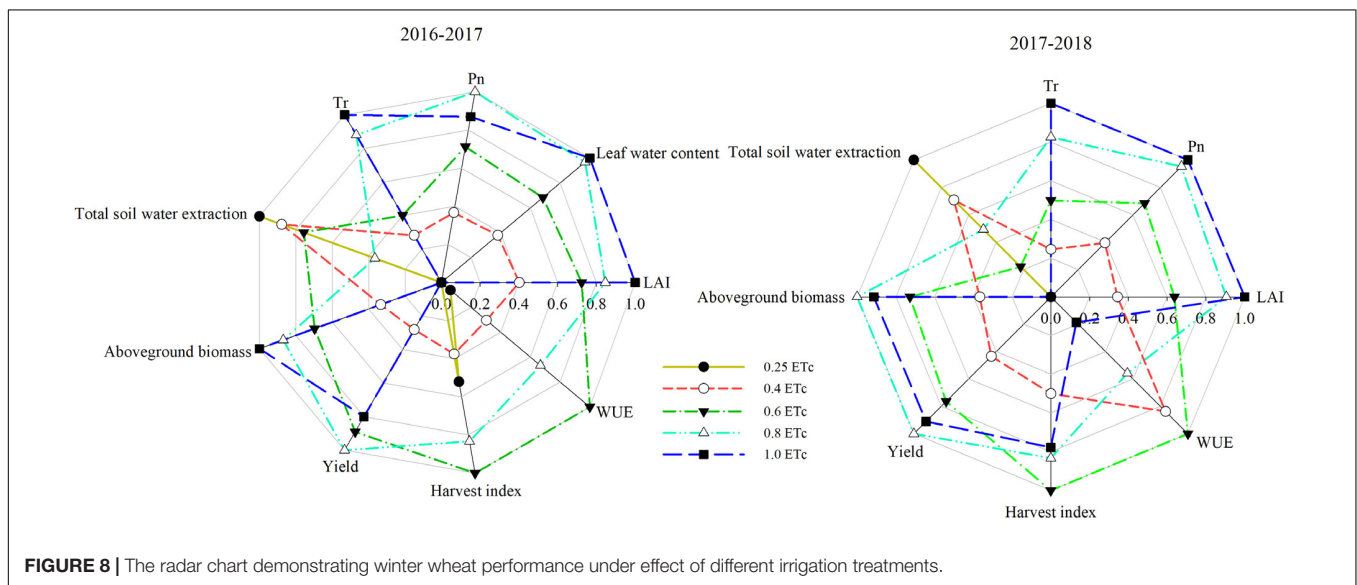 2016-2017
Pn
Tr
Leaf water content
Total soil water extraction
LAI
0.0 0.2 0.4 0.6 0.8 1.0
Aboveground biomass
WUE
Yield
Harvest index
0.25 ETc
0.4 ETc
0.6 ETc
0.8 ETc
1.0 ETc
2017-2018
Tr
Pn
Total soil water extraction
Aboveground biomass
LAI
0.0 0.2 0.4 0.6 0.8 1.0
Yield
WUE
Harvest index
FIGURE 8 | The radar chart demonstrating winter wheat performance under effect of different irrigation treatments.